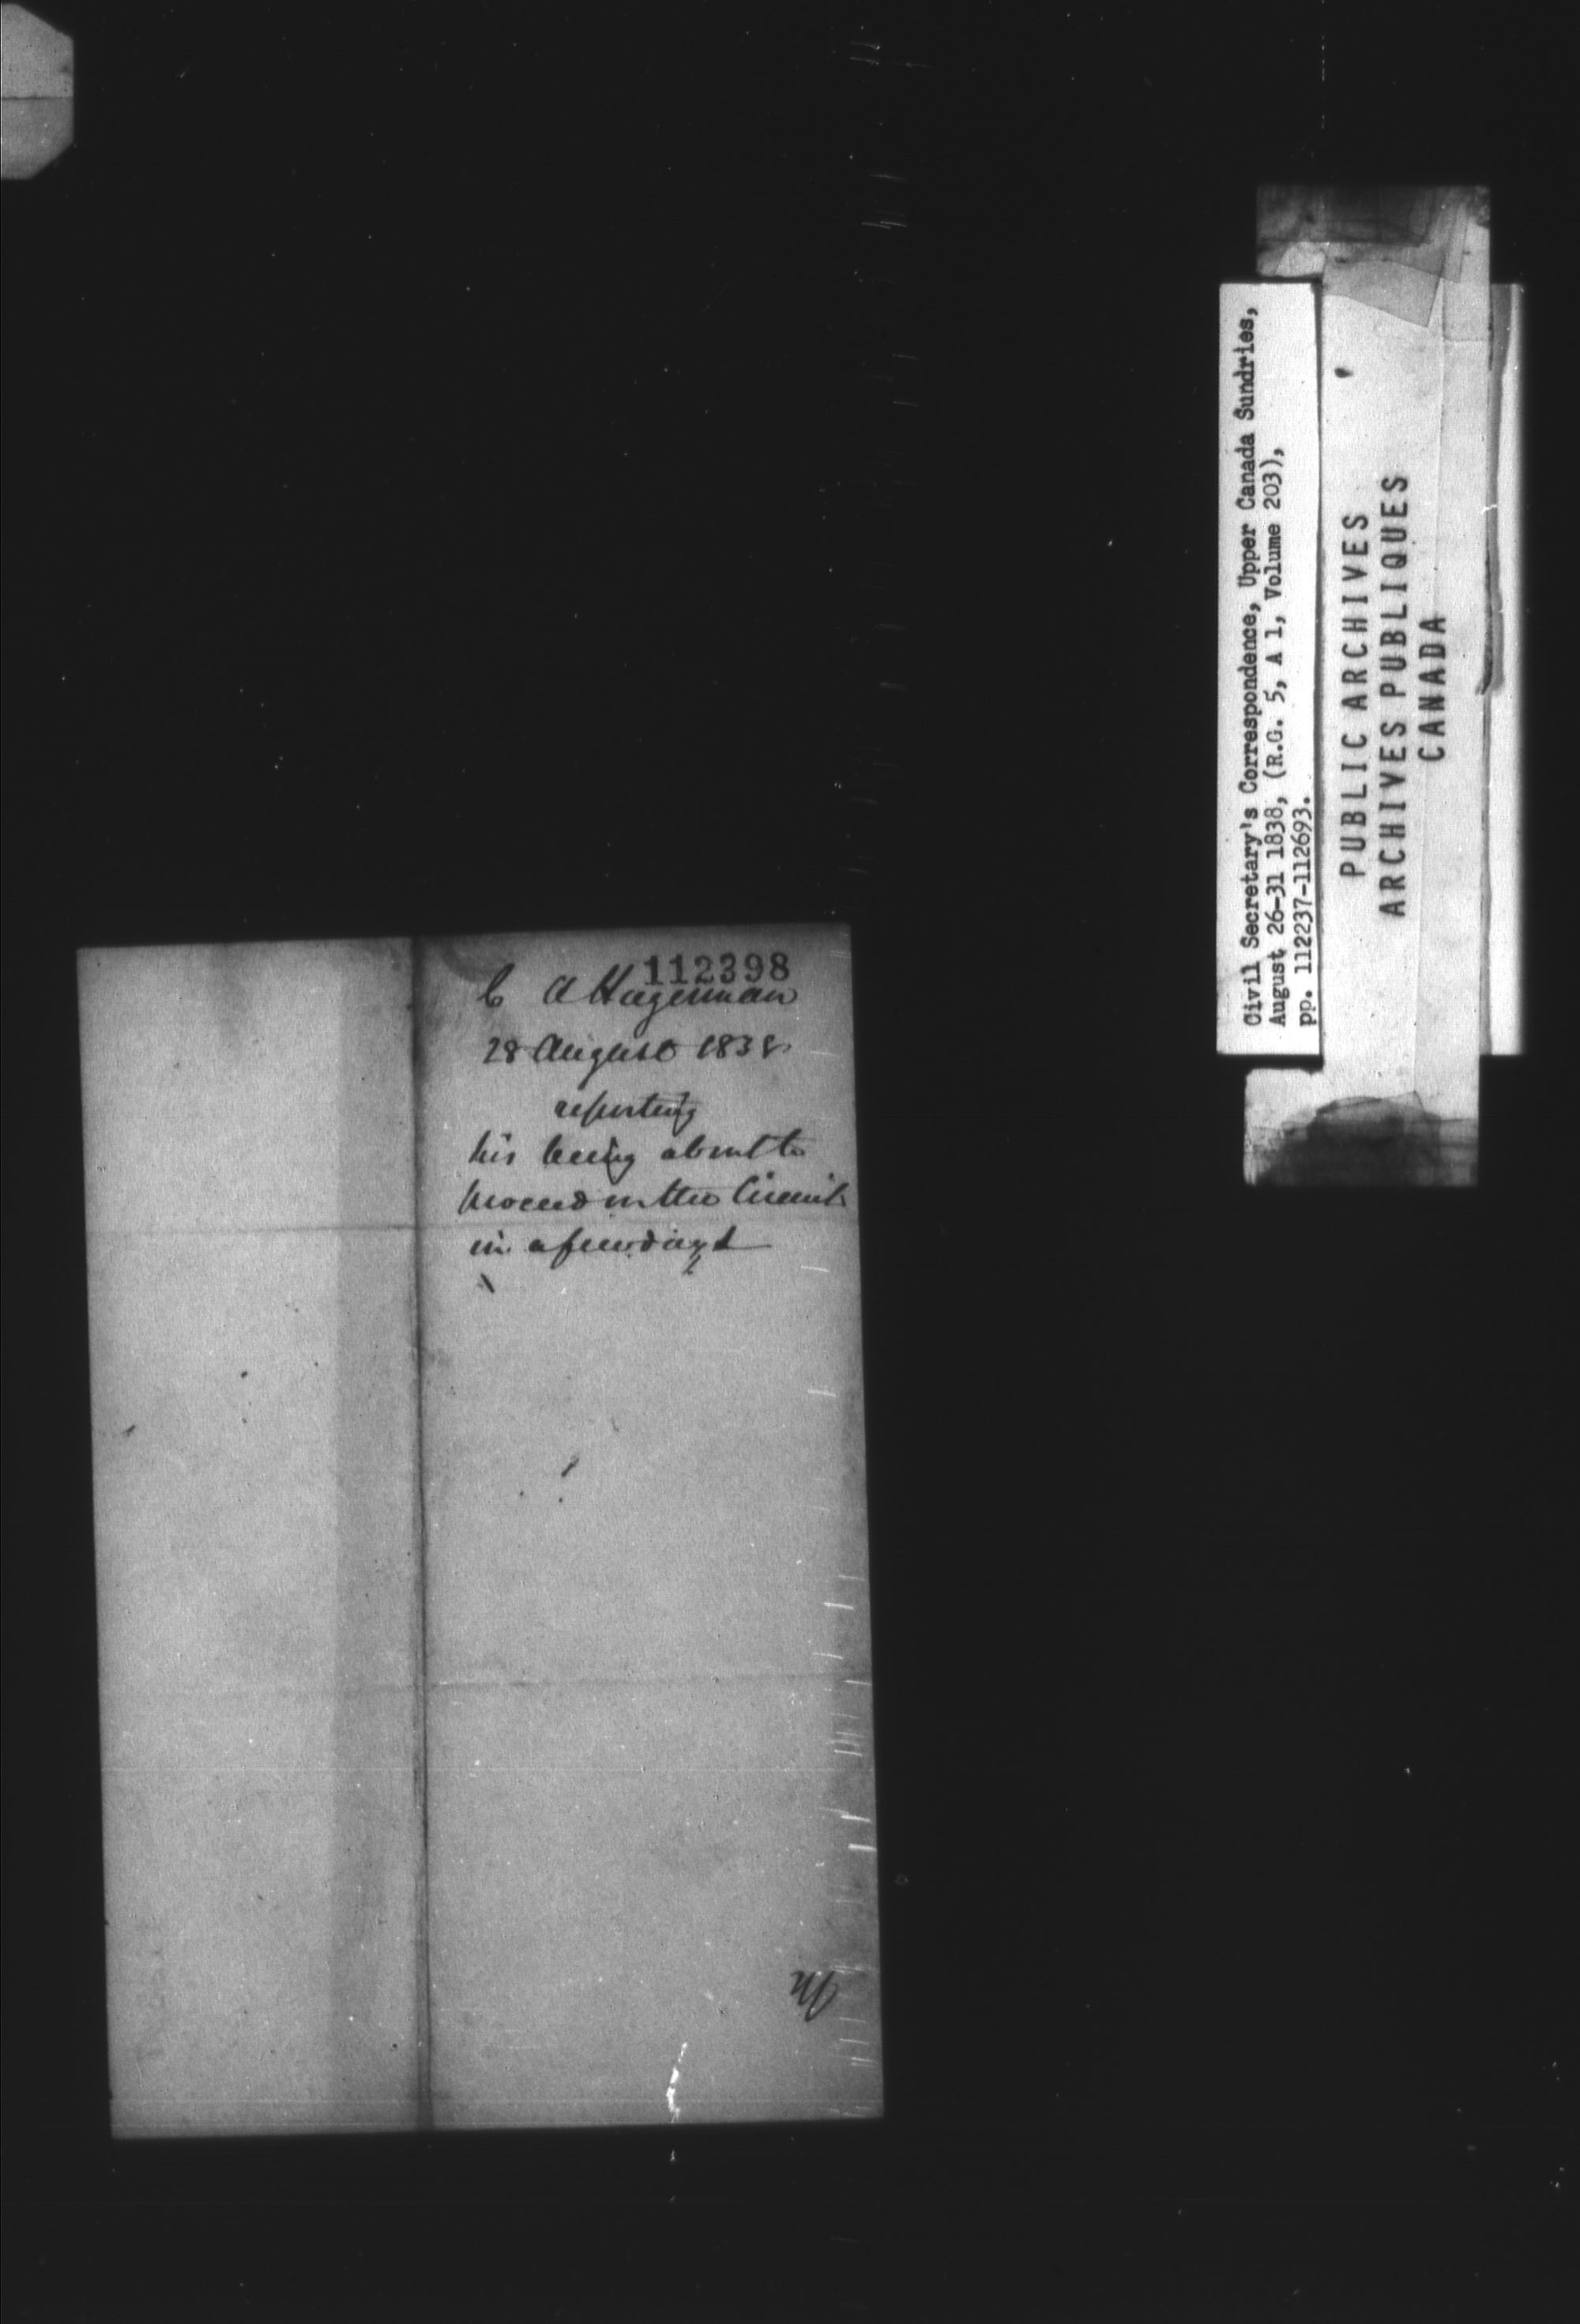 112398
C A Hagerman
28 August 1838
reporting
his being about to
proceed on the Circuit
in a few days
Civil Secretary's Correspondence, Upper Canada Sundries,
August 26-31 1838, (R.G. 5, A 1, Volume 203),
pp. 112237-112693.
PUBLIC ARCHIVES
ARCHIVES PUBLIQUES
CANADA